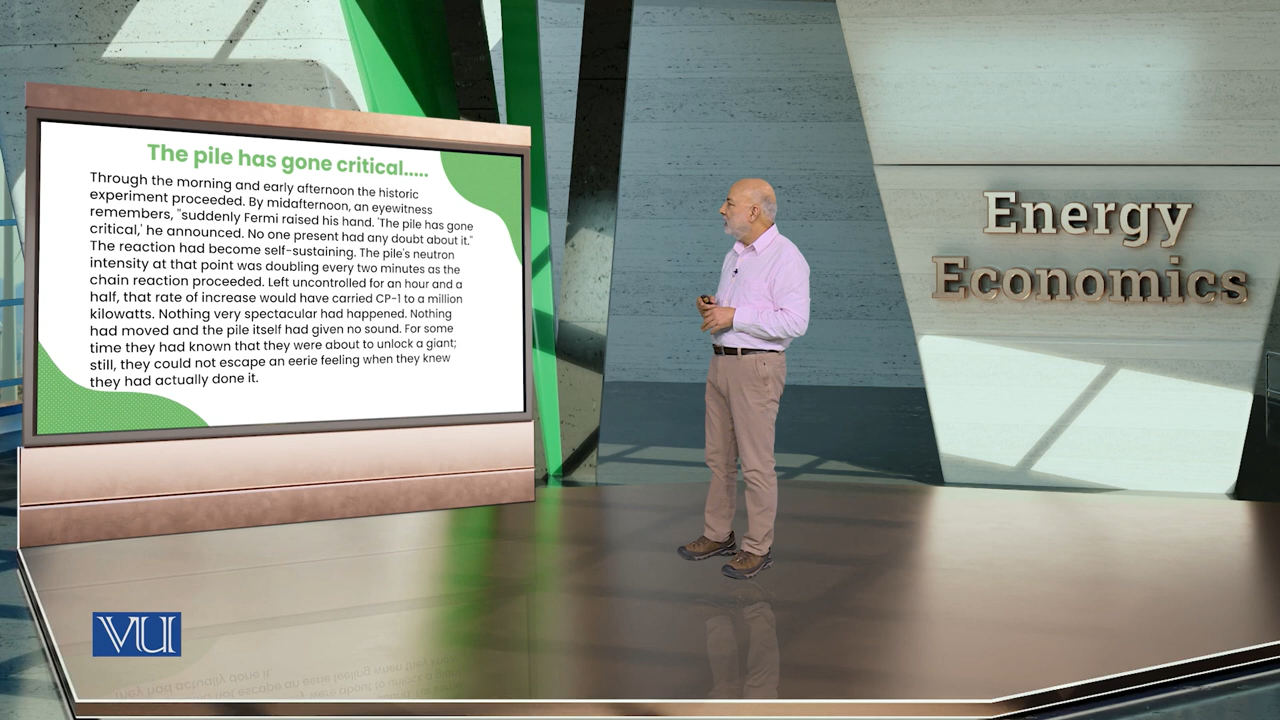 The pile has gone critical.....
Through the morning and early afternoon the historic
experiment proceeded. By midafternoon, an eyewitness
remembers, "suddenly Fermi raised his hand. 'The pile has gone
critical,' he announced. No one present had any doubt about it."
The reaction had become self-sustaining. The pile's neutron
intensity at that point was doubling every two minutes as the
chain reaction proceeded. Left uncontrolled for an hour and a
half, that rate of increase would have carried CP-1 to a million
kilowatts. Nothing very spectacular had happened. Nothing
had moved and the pile itself had given no sound. For some
time they had known that they were about to unlock a giant;
still, they could not escape an eerie feeling when they knew
they had actually done it.
Energy
Economics
VU